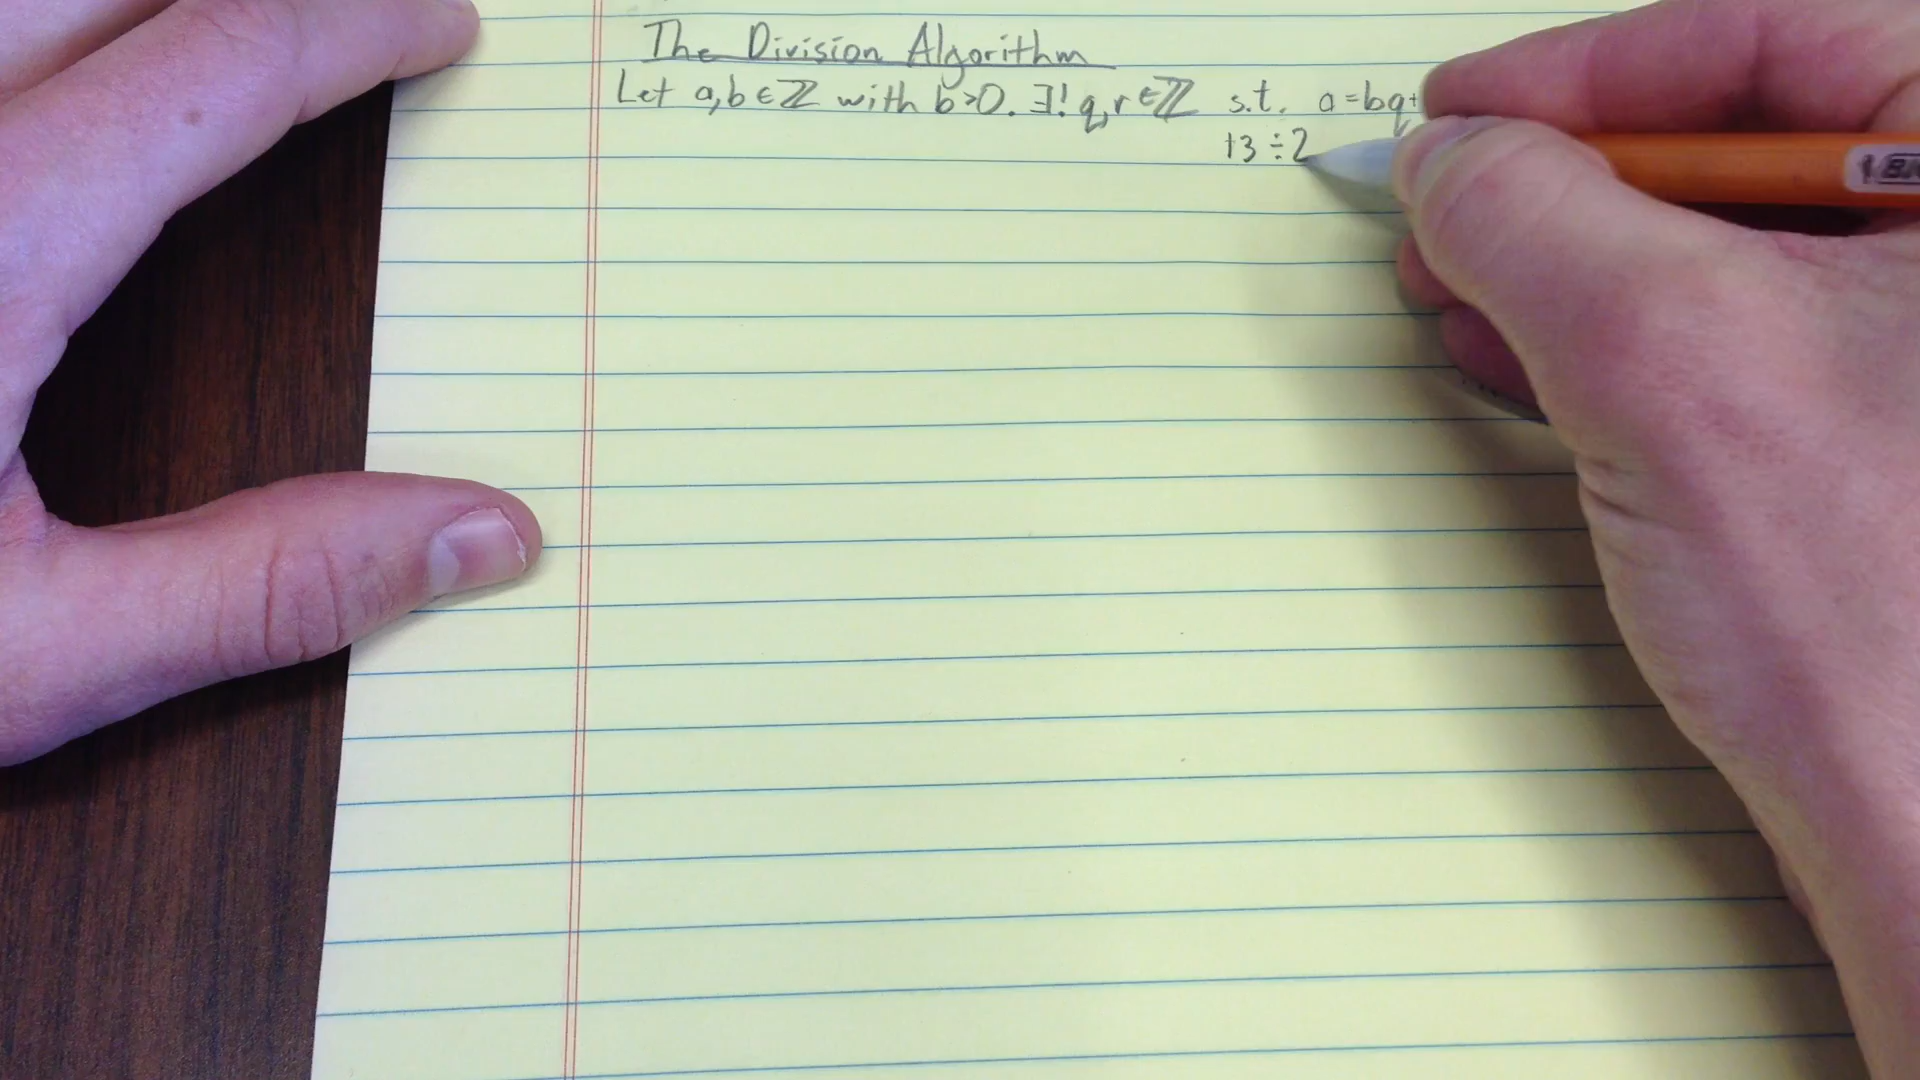 The Division Algorithm
Let a,b∈ℤ with b>0. ∃! q,r∈ℤ s.t. a=bq+
13÷2